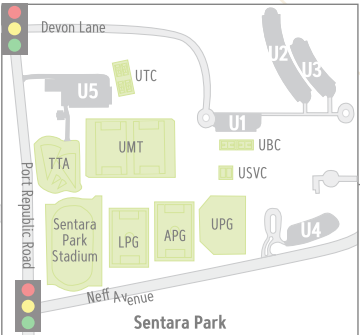 Devon Lane
U2
U3
UTC
U5
U1
UMT
UBC
TTA
USVC
Port Republic Road
Sentara
Park
Stadium
LPG
APG
UPG
U4
Neff Avenue
Sentara Park